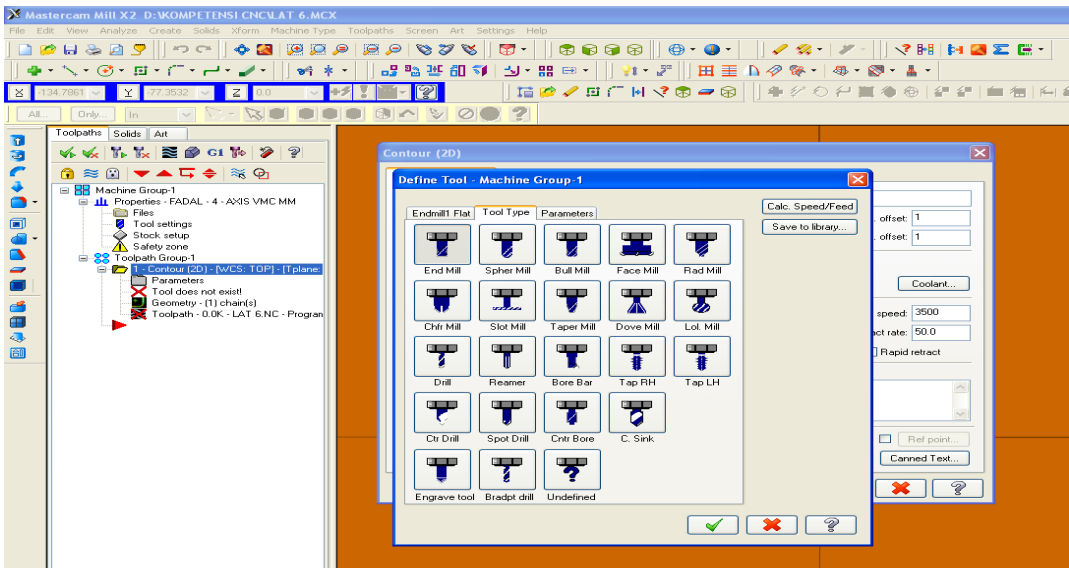 Mastercam Mill X2 D:\KOMPETENSI CNC\LAT 6.MCX
File Edit View Analyze Create Solids Xform Machine Type Toolpaths Screen Art Settings Help
X -134.7861 Y -77.3532 Z 0.0
All... Only... In
Toolpaths Solids Art
G1
Machine Group-1
Properties - FADAL - 4 - AXIS VMC MM
Files
Tool settings
Stock setup
Safety zone
Toolpath Group-1
1 - Contour (2D) - [WCS: TOP] - [Tplane:
Parameters
Tool does not exist!
Geometry - (1) chain(s)
Toolpath - 0.0K - LAT 6.NC - Program
Contour (2D)
Define Tool - Machine Group-1
Endmill1 Flat Tool Type Parameters
Calc. Speed/Feed
Save to library...
End Mill Spher Mill Bull Mill Face Mill Rad Mill
Chfr Mill Slot Mill Taper Mill Dove Mill Lol. Mill
Drill Reamer Bore Bar Tap RH Tap LH
Ctr Drill Spot Drill Cntr Bore C. Sink
Engrave tool Bradpt drill Undefined
. offset: 1
. offset: 1
Coolant...
speed: 3500
act rate: 50.0
Rapid retract
Ref point...
Canned Text...